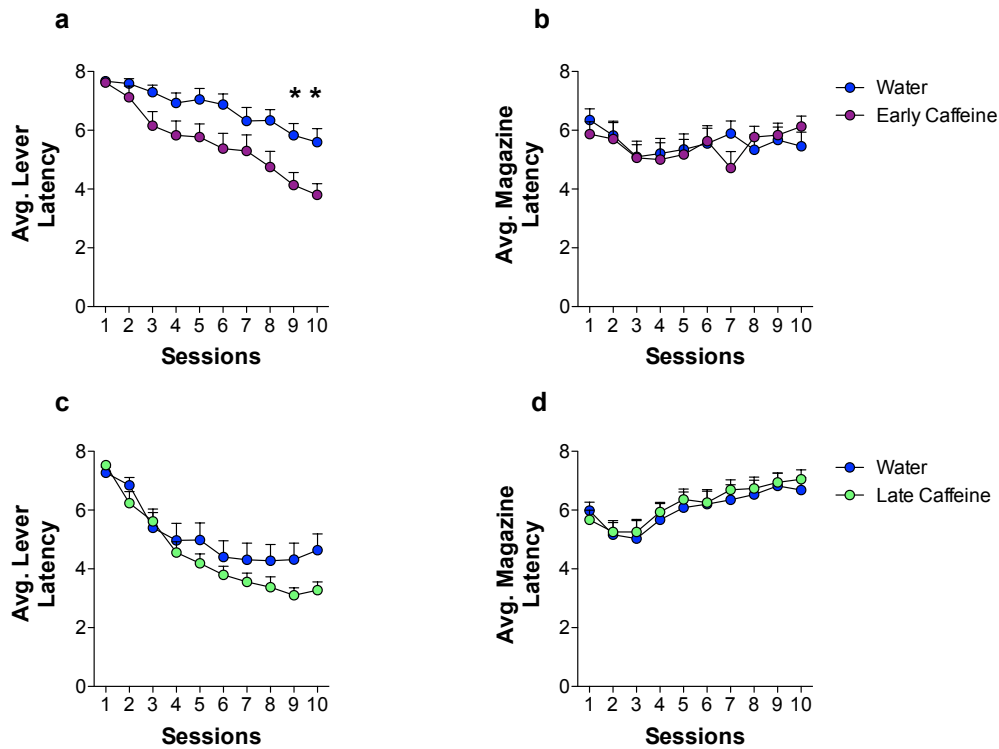 a
b
8
6
4
2
0
Avg. Lever
Latency
* *
1 2 3 4 5 6 7 8 9 10
Sessions
8
6
4
2
0
Avg. Magazine
Latency
1 2 3 4 5 6 7 8 9 10
Sessions
Water
Early Caffeine
c
d
8
6
4
2
0
Avg. Lever
Latency
1 2 3 4 5 6 7 8 9 10
Sessions
8
6
4
2
0
Avg. Magazine
Latency
1 2 3 4 5 6 7 8 9 10
Sessions
Water
Late Caffeine